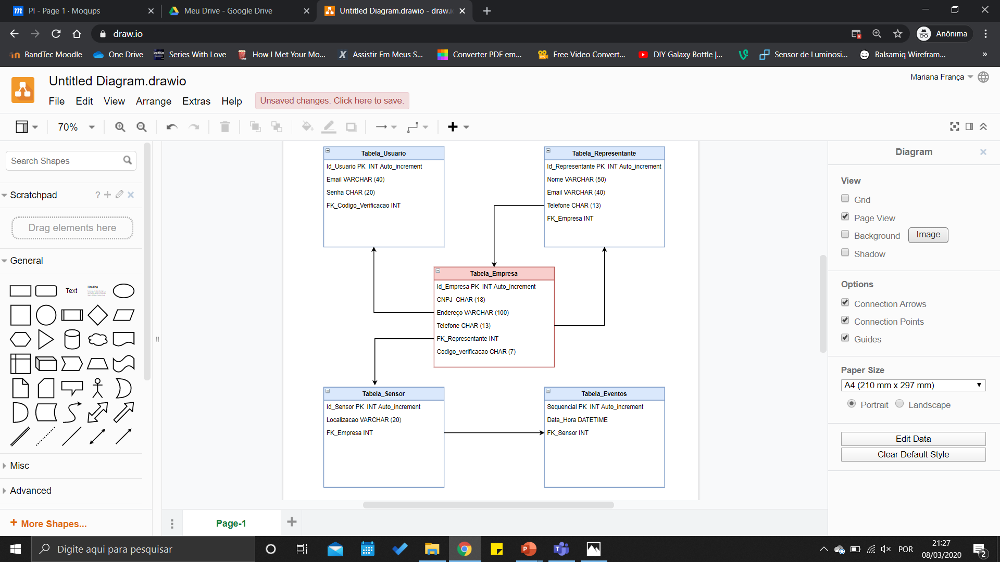 PI - Page 1 · Moqups
Meu Drive - Google Drive
Untitled Diagram.drawio - draw.i
draw.io
Anônima
BandTec Moodle
One Drive
Series With Love
How I Met Your Mo...
Assistir Em Meus S...
Converter PDF em...
Free Video Convert...
DIY Galaxy Bottle |...
Sensor de Luminosi...
Balsamiq Wirefram...
»
Untitled Diagram.drawio
Mariana França
File Edit View Arrange Extras Help
Unsaved changes. Click here to save.
70%
Search Shapes
Scratchpad
?
Drag elements here
General
Text
Heading
Misc
Advanced
+ More Shapes...
Tabela_Usuario
Id_Usuario PK INT Auto_increment
Email VARCHAR (40)
Senha CHAR (20)
FK_Codigo_Verificacao INT
Tabela_Representante
Id_Representante PK INT Auto_increment
Nome VARCHAR (50)
Email VARCHAR (40)
Telefone CHAR (13)
FK_Empresa INT
Tabela_Empresa
Id_Empresa PK INT Auto_increment
CNPJ CHAR (18)
Endereço VARCHAR (100)
Telefone CHAR (13)
FK_Representante INT
Codigo_verificacao CHAR (7)
Tabela_Sensor
Id_Sensor PK INT Auto_increment
Localizacao VARCHAR (20)
FK_Empresa INT
Tabela_Eventos
Sequencial PK INT Auto_increment
Data_Hora DATETIME
FK_Sensor INT
Page-1
Diagram
View
Grid
Page View
Background
Image
Shadow
Options
Connection Arrows
Connection Points
Guides
Paper Size
A4 (210 mm x 297 mm)
Portrait
Landscape
Edit Data
Clear Default Style
Digite aqui para pesquisar
POR
21:27
08/03/2020
2